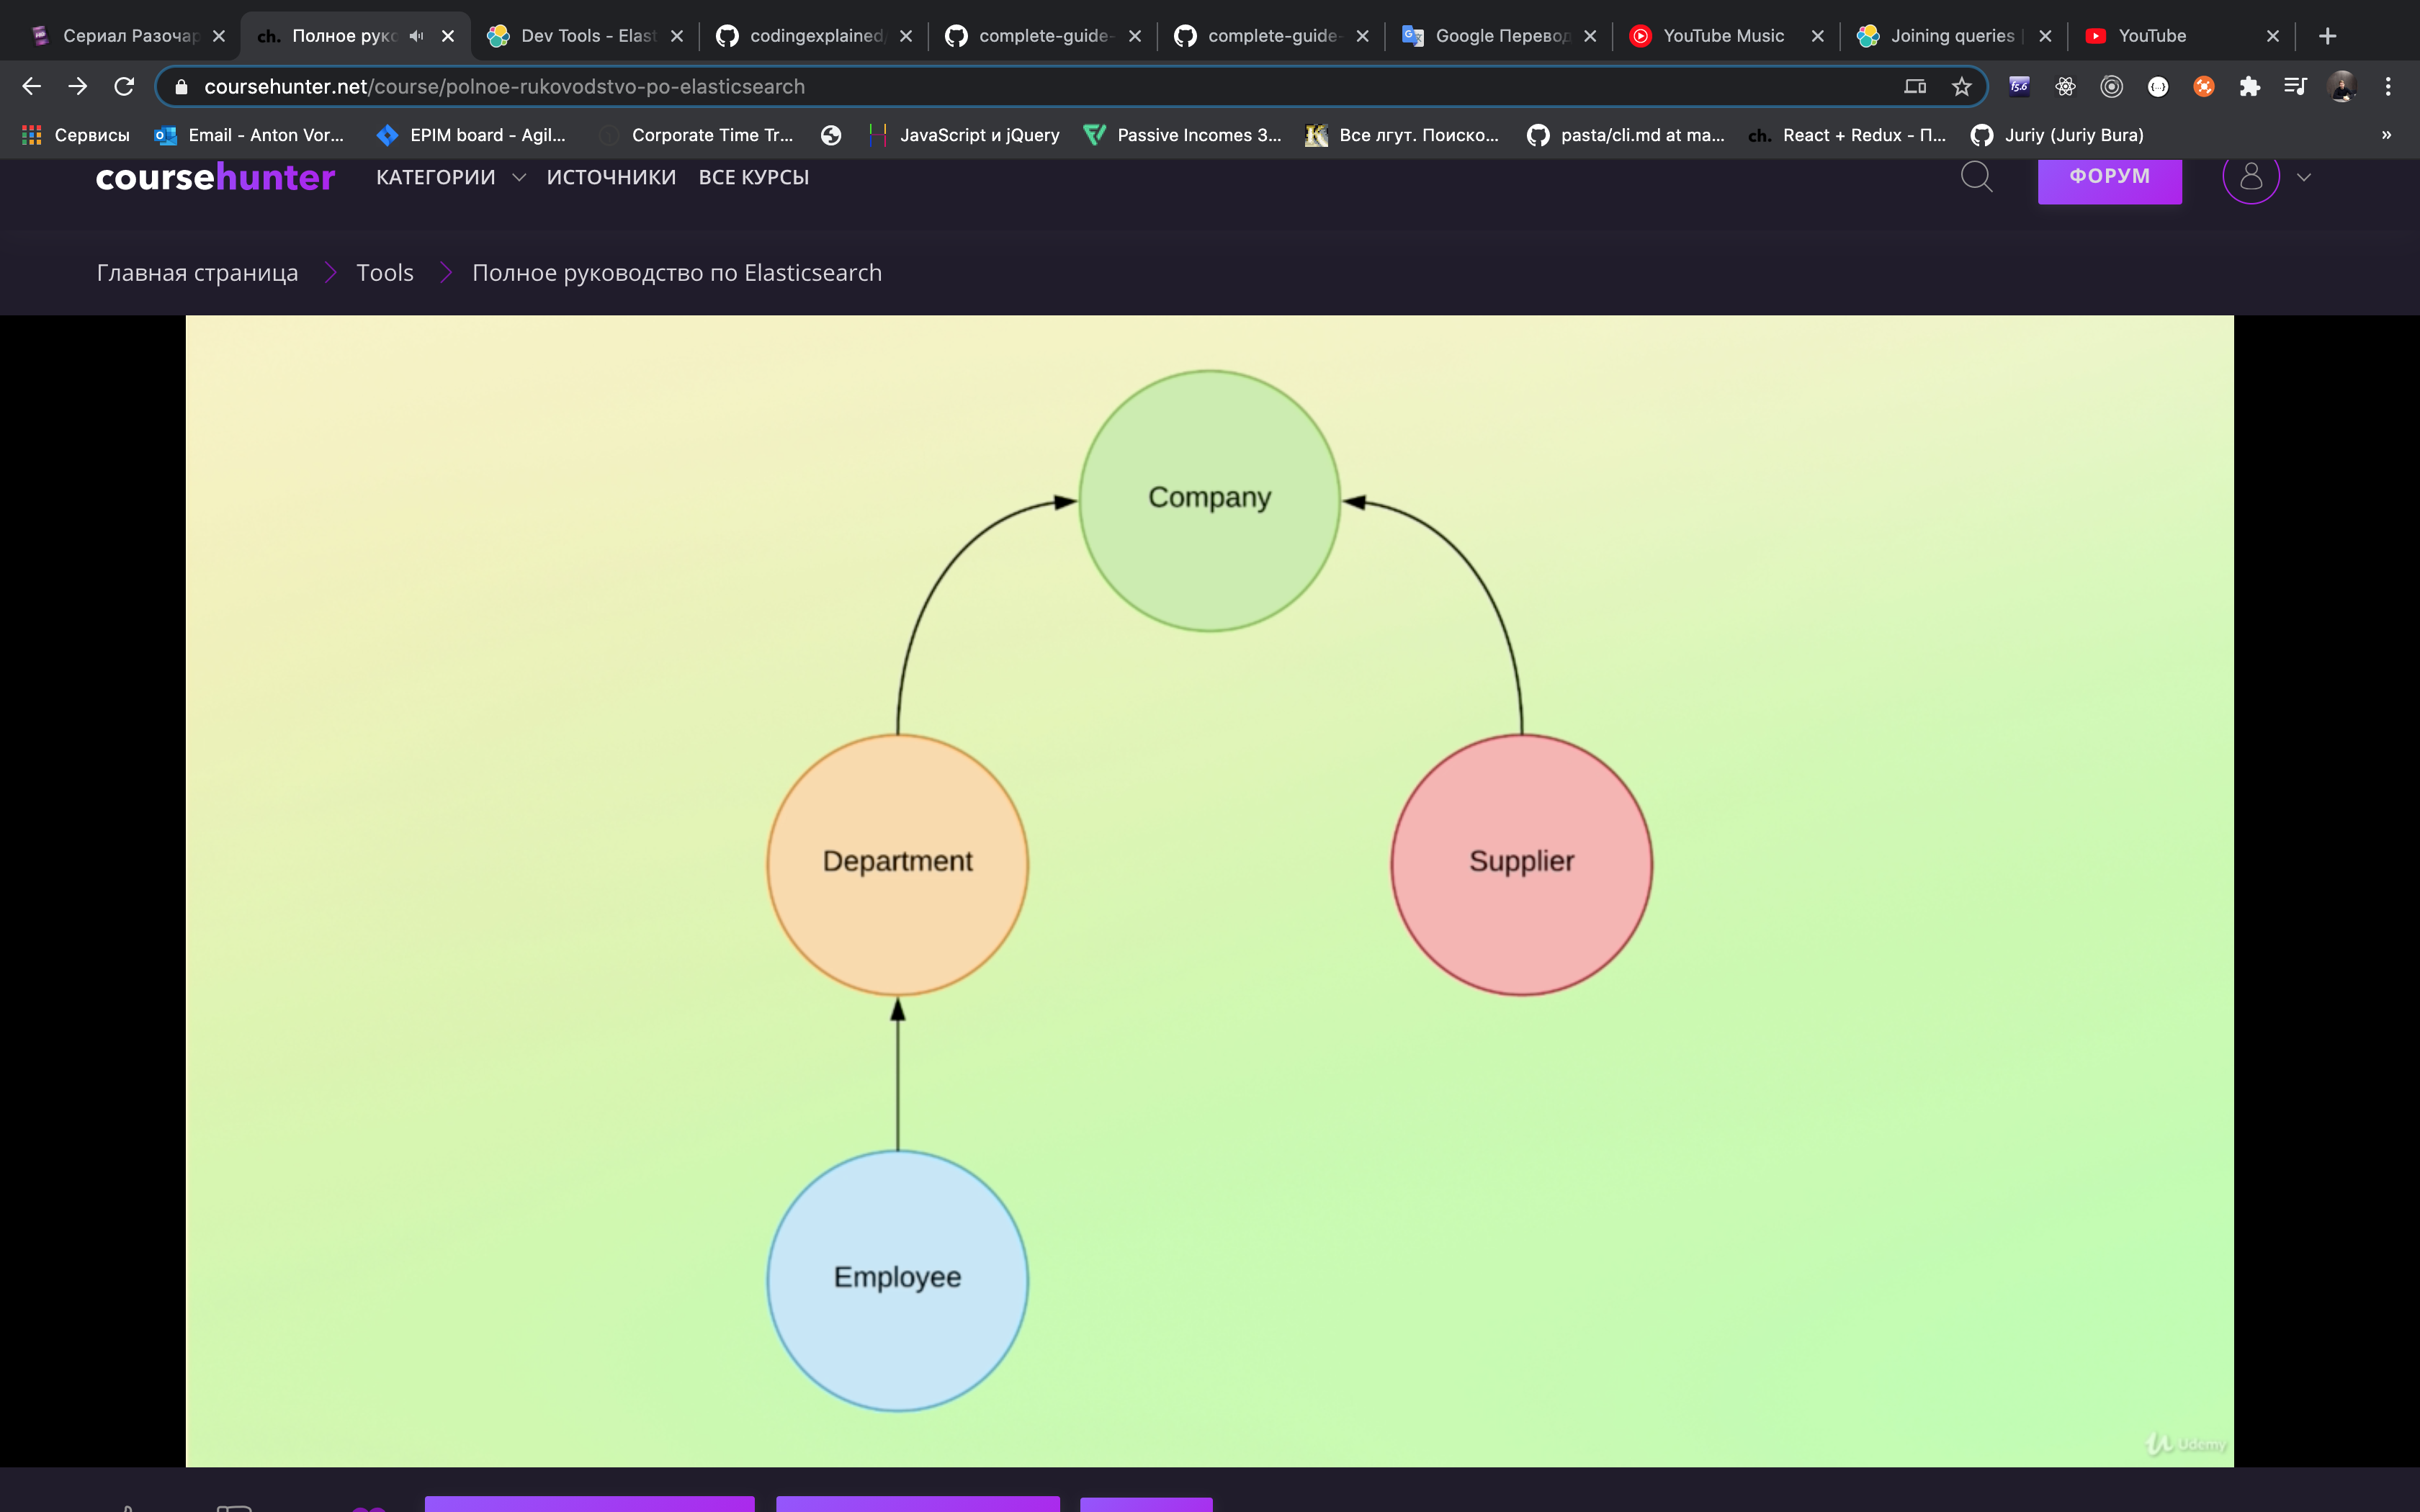 Сериал Разочар
ch. Полное рукс
Dev Tools - Elast
codingexplained/
complete-guide-
complete-guide-
Google Перевод
YouTube Music
Joining queries |
YouTube
coursehunter.net/course/polnoe-rukovodstvo-po-elasticsearch
Сервисы
Email - Anton Vor...
EPIM board - Agil...
Corporate Time Tr...
JavaScript и jQuery
Passive Incomes 3...
Все лгут. Поиско...
pasta/cli.md at ma...
ch. React + Redux - П...
Juriy (Juriy Bura)
»
coursehunter
КАТЕГОРИИ
ИСТОЧНИКИ
ВСЕ КУРСЫ
ФОРУМ
Главная страница
Tools
Полное руководство по Elasticsearch
Company
Department
Supplier
Employee
Udemy